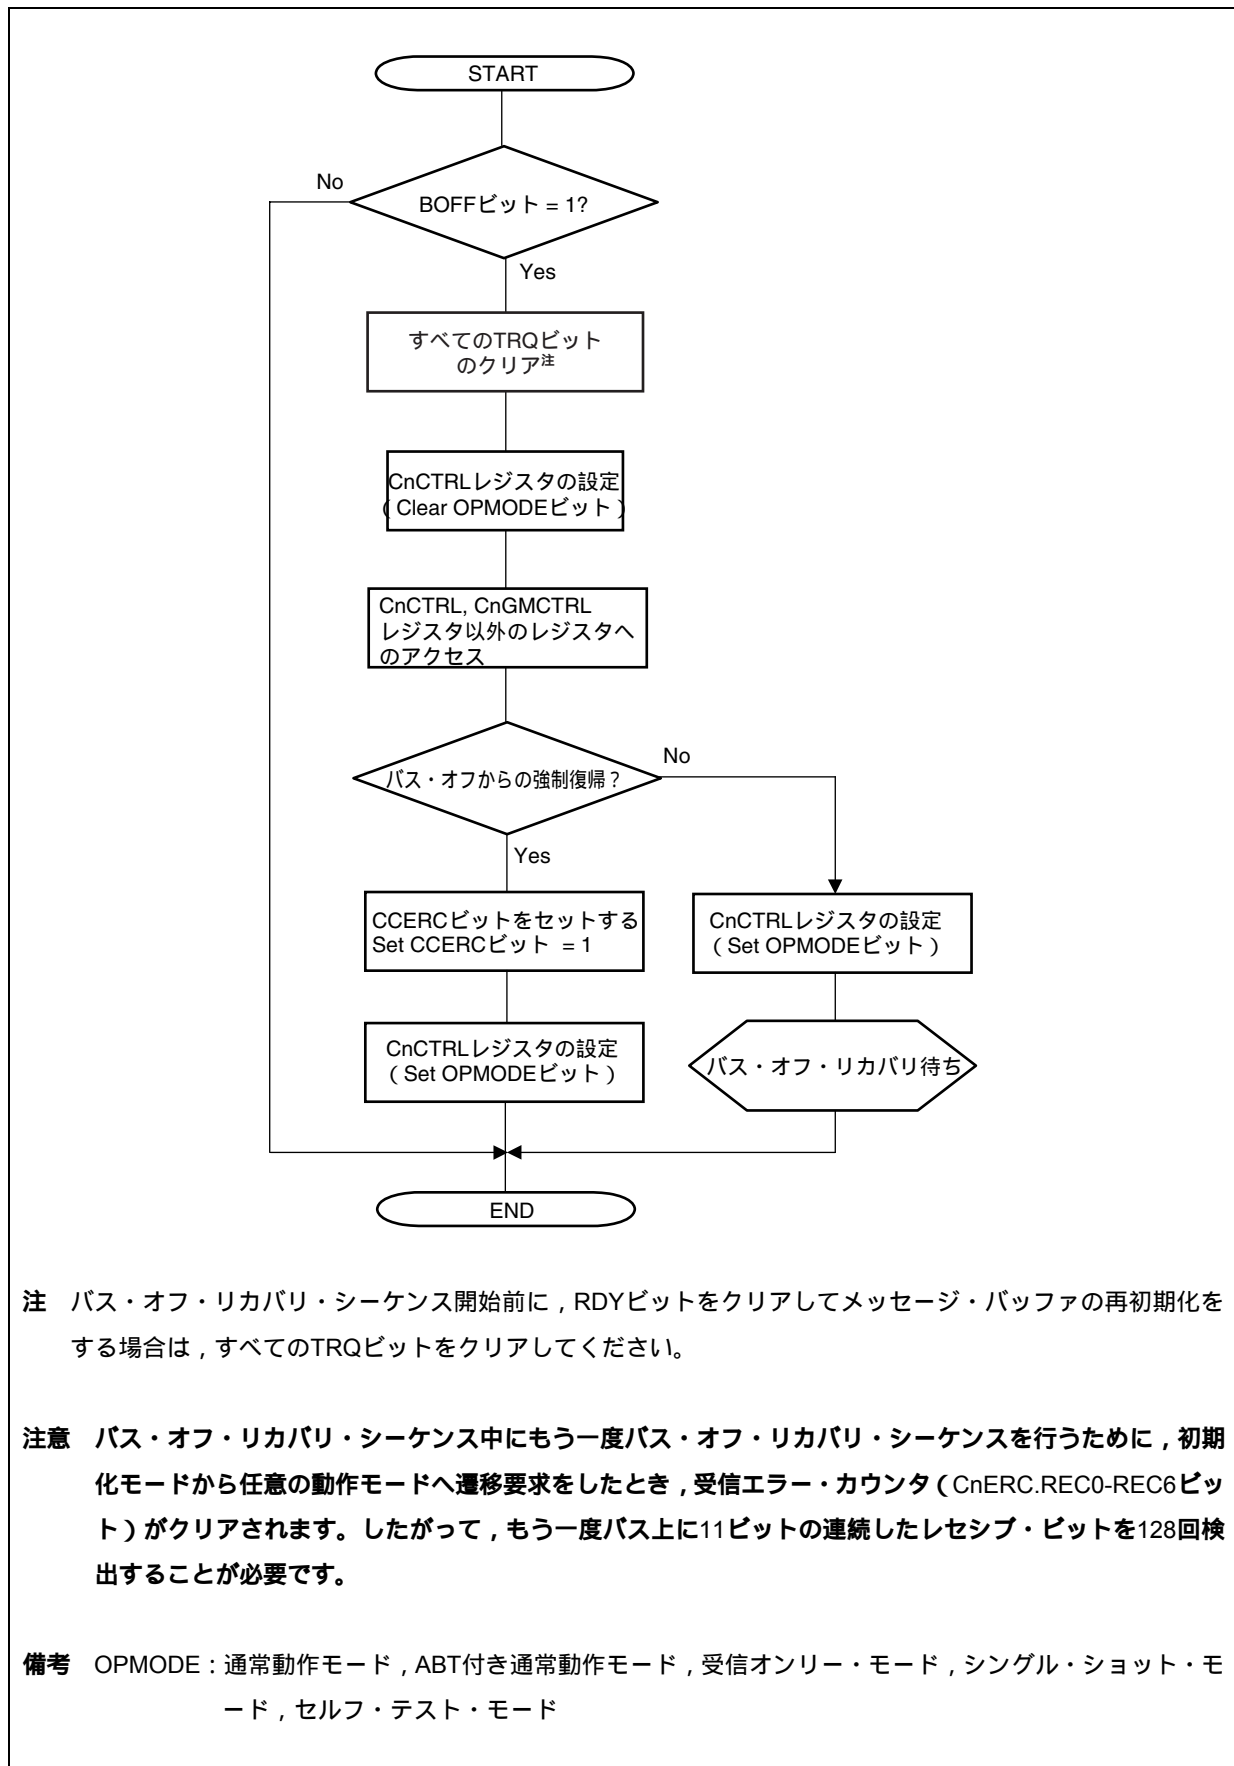 START
No
BOFFビット = 1?
Yes
すべてのTRQビット
のクリア注
CnCTRLレジスタの設定
（Clear OPMODEビット）
CnCTRL, CnGMCTRL
レジスタ以外のレジスタへ
のアクセス
バス・オフからの強制復帰？
No
Yes
CCERCビットをセットする
Set CCERCビット = 1
CnCTRLレジスタの設定
（Set OPMODEビット）
CnCTRLレジスタの設定
（Set OPMODEビット）
バス・オフ・リカバリ待ち
END
注　バス・オフ・リカバリ・シーケンス開始前に，RDYビットをクリアしてメッセージ・バッファの再初期化を
する場合は，すべてのTRQビットをクリアしてください。
注意　バス・オフ・リカバリ・シーケンス中にもう一度バス・オフ・リカバリ・シーケンスを行うために，初期
化モードから任意の動作モードへ遷移要求をしたとき，受信エラー・カウンタ（CnERC.REC0-REC6ビッ
ト）がクリアされます。したがって，もう一度バス上に11ビットの連続したレセシブ・ビットを128回検
出することが必要です。
備考　OPMODE：通常動作モード，ABT付き通常動作モード，受信オンリー・モード，シングル・ショット・モ
ード，セルフ・テスト・モード